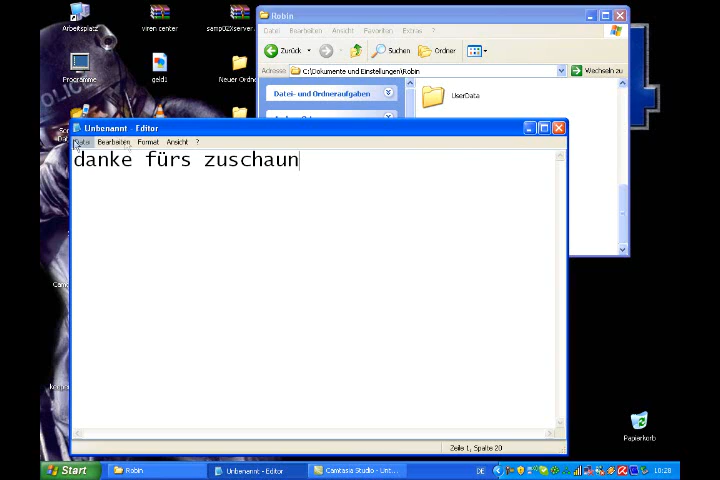 Arbeitsplatz
viren center
samp02Xserver.
Programme
geld1
Neuer Ordne
Robin
Datei Bearbeiten Ansicht Favoriten Extras ?
Zurück Suchen Ordner
Adresse C:\Dokumente und Einstellungen\Robin Wechseln zu
Datei- und Ordneraufgaben
UserData
Unbenannt - Editor
Datei Bearbeiten Format Ansicht ?
danke fürs zuschaun
Zeile 1, Spalte 20
Papierkorb
Start Robin Unbenannt - Editor Camtasia Studio - Unt... DE 10:28